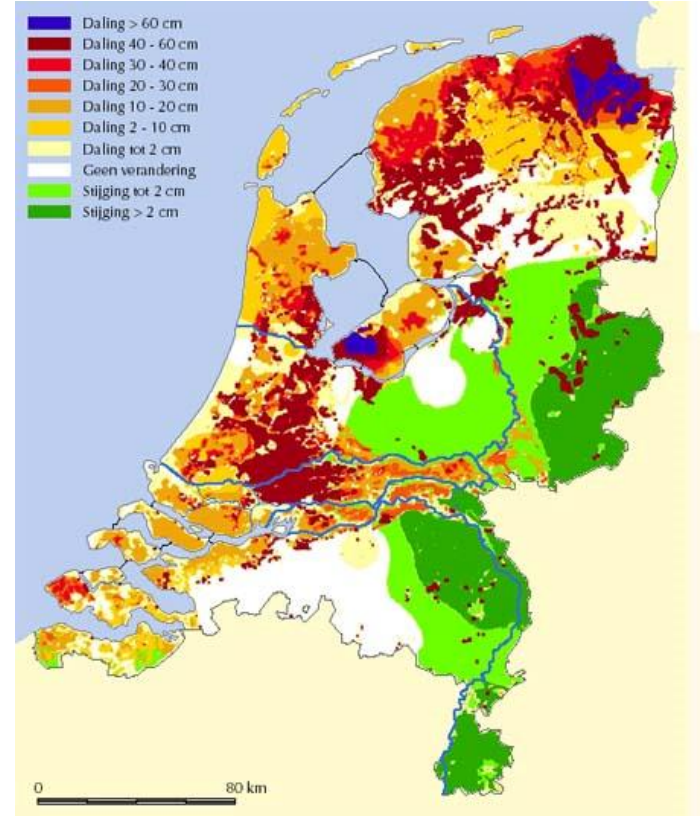 Daling > 60 cm
Daling 40 - 60 cm
Daling 30 - 40 cm
Daling 20 - 30 cm
Daling 10 - 20 cm
Daling 2 - 10 cm
Daling tot 2 cm
Geen verandering
Stijging tot 2 cm
Stijging > 2 cm
0 80 km